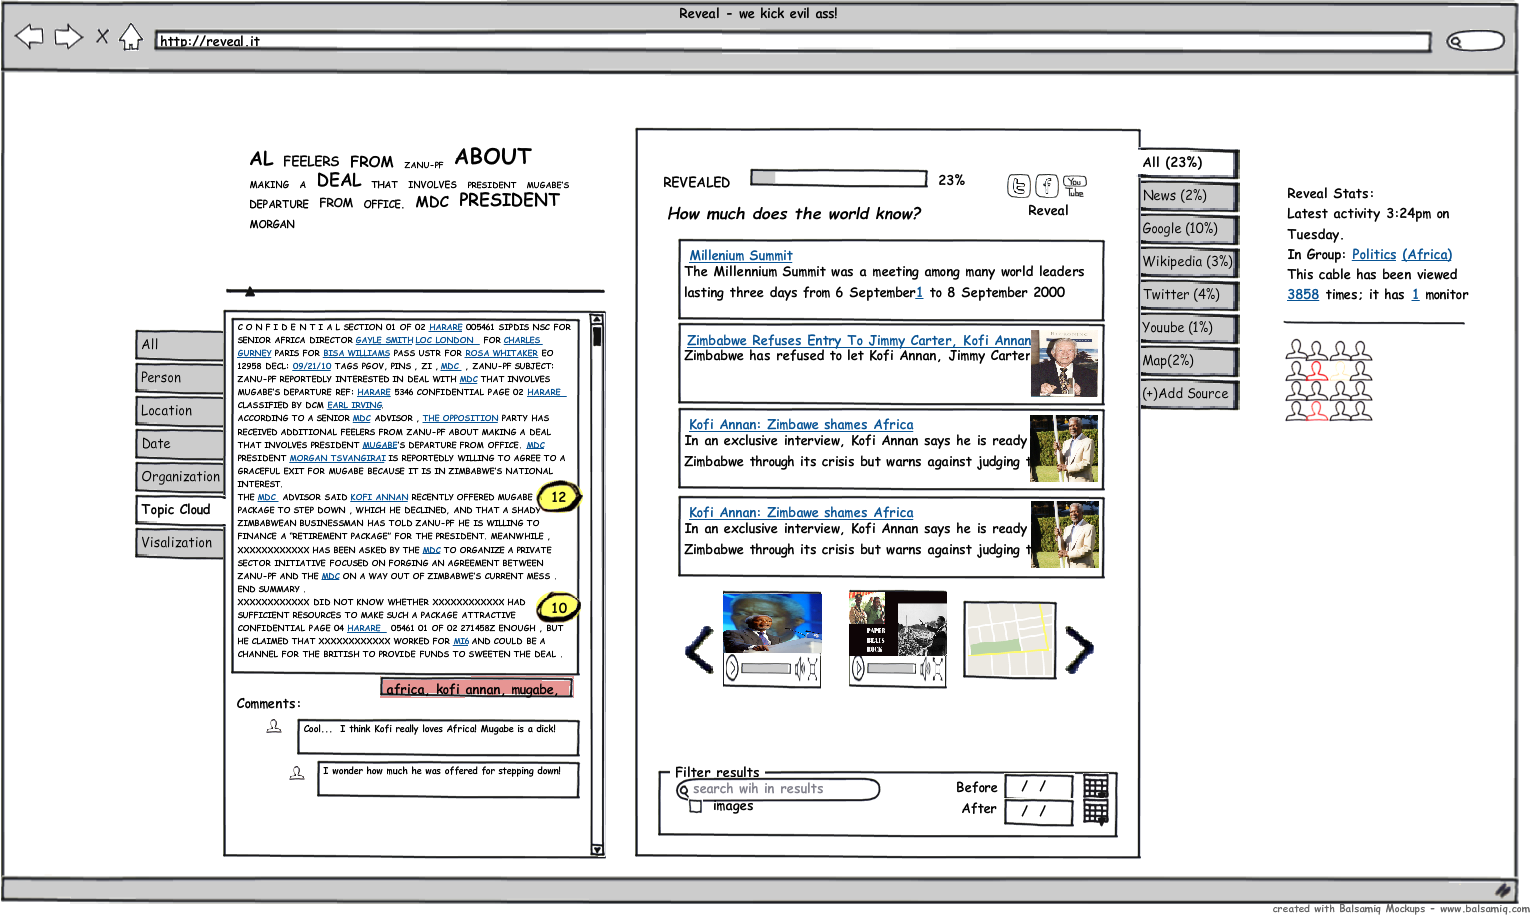 Reveal - we kick evil ass!
http://reveal.it
AL FEELERS FROM ZANU-PF ABOUT
MAKING A DEAL THAT INVOLVES PRESIDENT MUGABE'S
DEPARTURE FROM OFFICE. MDC PRESIDENT
MORGAN
All
Person
Location
Date
Organization
Topic Cloud
Visalization
C O N F I D E N T I A L SECTION 01 OF 02 HARARE 005461 SIPDIS NSC FOR
SENIOR AFRICA DIRECTOR GAYLE SMITH LOC LONDON FOR CHARLES
GURNEY PARIS FOR BISA WILLIAMS PASS USTR FOR ROSA WHITAKER EO
12958 DECL: 09/21/10 TAGS PGOV, PINS , ZI , MDC , ZANU-PF SUBJECT:
ZANU-PF REPORTEDLY INTERESTED IN DEAL WITH MDC THAT INVOLVES
MUGABE'S DEPARTURE REF: HARARE 5346 CONFIDENTIAL PAGE 02 HARARE
CLASSIFIED BY DCM EARL IRVING
ACCORDING TO A SENIOR MDC ADVISOR , THE OPPOSITION PARTY HAS
RECEIVED ADDITIONAL FEELERS FROM ZANU-PF ABOUT MAKING A DEAL
THAT INVOLVES PRESIDENT MUGABE'S DEPARTURE FROM OFFICE. MDC
PRESIDENT MORGAN TSVANGIRAI IS REPORTEDLY WILLING TO AGREE TO A
GRACEFUL EXIT FOR MUGABE BECAUSE IT IS IN ZIMBABWE'S NATIONAL
INTEREST.
THE MDC ADVISOR SAID KOFI ANNAN RECENTLY OFFERED MUGABE
PACKAGE TO STEP DOWN , WHICH HE DECLINED, AND THAT A SHADY
ZIMBABWEAN BUSINESSMAN HAS TOLD ZANU-PF HE IS WILLING TO
FINANCE A "RETIREMENT PACKAGE" FOR THE PRESIDENT. MEANWHILE ,
XXXXXXXXXXXX HAS BEEN ASKED BY THE MDC TO ORGANIZE A PRIVATE
SECTOR INITIATIVE FOCUSED ON FORGING AN AGREEMENT BETWEEN
ZANU-PF AND THE MDC ON A WAY OUT OF ZIMBABWE'S CURRENT MESS .
END SUMMARY .
XXXXXXXXXXXX DID NOT KNOW WHETHER XXXXXXXXXXXX HAD
SUFFICIENT RESOURCES TO MAKE SUCH A PACKAGE ATTRACTIVE
CONFIDENTIAL PAGE 04 HARARE 05461 01 OF 02 271458Z ENOUGH , BUT
HE CLAIMED THAT XXXXXXXXXXXX WORKED FOR MI6 AND COULD BE A
CHANNEL FOR THE BRITISH TO PROVIDE FUNDS TO SWEETEN THE DEAL .
12
10
africa, kofi annan, mugabe,
Comments:
Cool... I think Kofi really loves Africa! Mugabe is a dick!
I wonder how much he was offered for stepping down!
REVEALED 23%
You
Tube
Reveal
How much does the world know?
Millenium Summit
The Millennium Summit was a meeting among many world leaders
lasting three days from 6 September1 to 8 September 2000
Zimbabwe Refuses Entry To Jimmy Carter, Kofi Annan
Zimbabwe has refused to let Kofi Annan, Jimmy Carter
Kofi Annan: Zimbawe shames Africa
In an exclusive interview, Kofi Annan says he is ready
Zimbabwe through its crisis but warns against judging
Kofi Annan: Zimbawe shames Africa
In an exclusive interview, Kofi Annan says he is ready
Zimbabwe through its crisis but warns against judging
PAPER
BEATS
ROCK
Filter results
search wih in results
images
Before / /
After / /
All (23%)
News (2%)
Google (10%)
Wikipedia (3%)
Twitter (4%)
Youube (1%)
Map(2%)
(+)Add Source
Reveal Stats:
Latest activity 3:24pm on
Tuesday.
In Group: Politics (Africa)
This cable has been viewed
3858 times; it has 1 monitor
created with Balsamiq Mockups - www.balsamiq.com